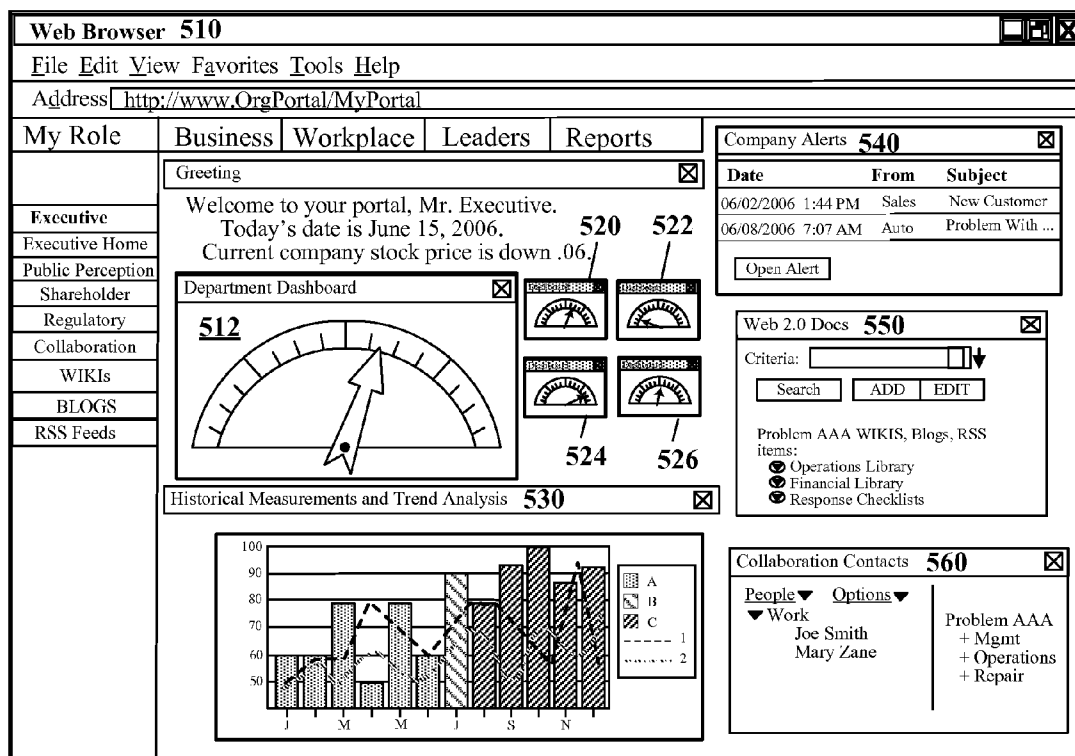 Web Browser 510
File Edit View Favorites Tools Help
Address http://www.OrgPortal/MyPortal
My Role
Business Workplace Leaders Reports
Executive
Executive Home
Public Perception
Shareholder
Regulatory
Collaboration
WIKIs
BLOGS
RSS Feeds
Greeting
Welcome to your portal, Mr. Executive.
Today's date is June 15, 2006.
Current company stock price is down .06.
Department Dashboard
512
520 522
524 526
Historical Measurements and Trend Analysis 530
100
90
80
70
60
50
J M M J S N
A
B
C
1
2
Company Alerts 540
Date From Subject
06/02/2006 1:44 PM Sales New Customer
06/08/2006 7:07 AM Auto Problem With ...
Open Alert
Web 2.0 Docs 550
Criteria:
Search ADD EDIT
Problem AAA WIKIS, Blogs, RSS
items:
Operations Library
Financial Library
Response Checklists
Collaboration Contacts 560
People Options
Work
Joe Smith
Mary Zane
Problem AAA
+ Mgmt
+ Operations
+ Repair